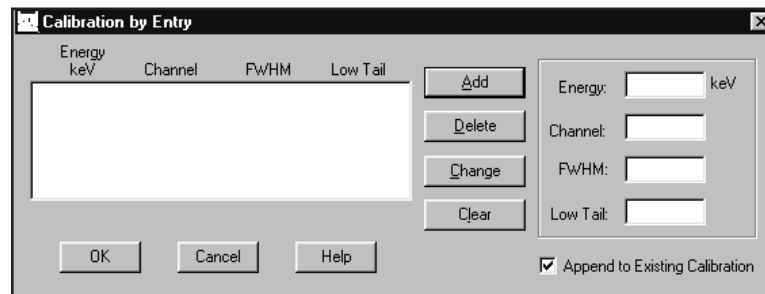 Calibration by Entry
Energy
keV Channel FWHM Low Tail
Add
Delete
Change
Clear
Energy: keV
Channel:
FWHM:
Low Tail:
OK Cancel Help
Append to Existing Calibration